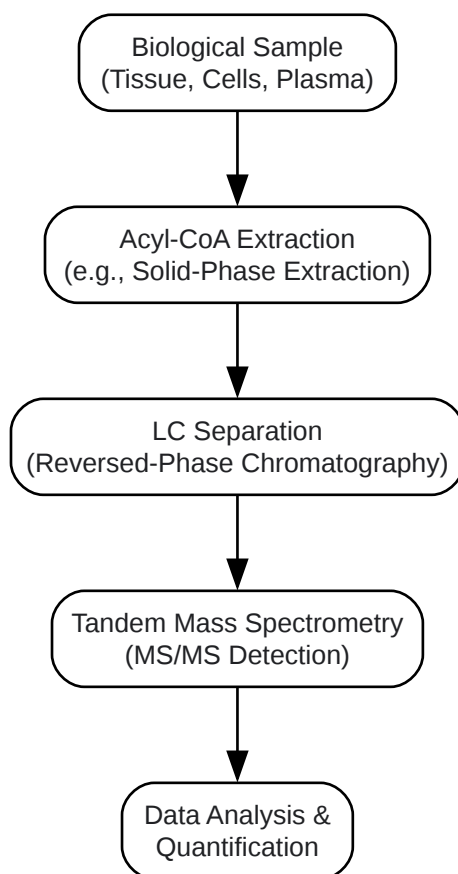 Biological Sample
(Tissue, Cells, Plasma)
Acyl-CoA Extraction
(e.g., Solid-Phase Extraction)
LC Separation
(Reversed-Phase Chromatography)
Tandem Mass Spectrometry
(MS/MS Detection)
Data Analysis &
Quantification